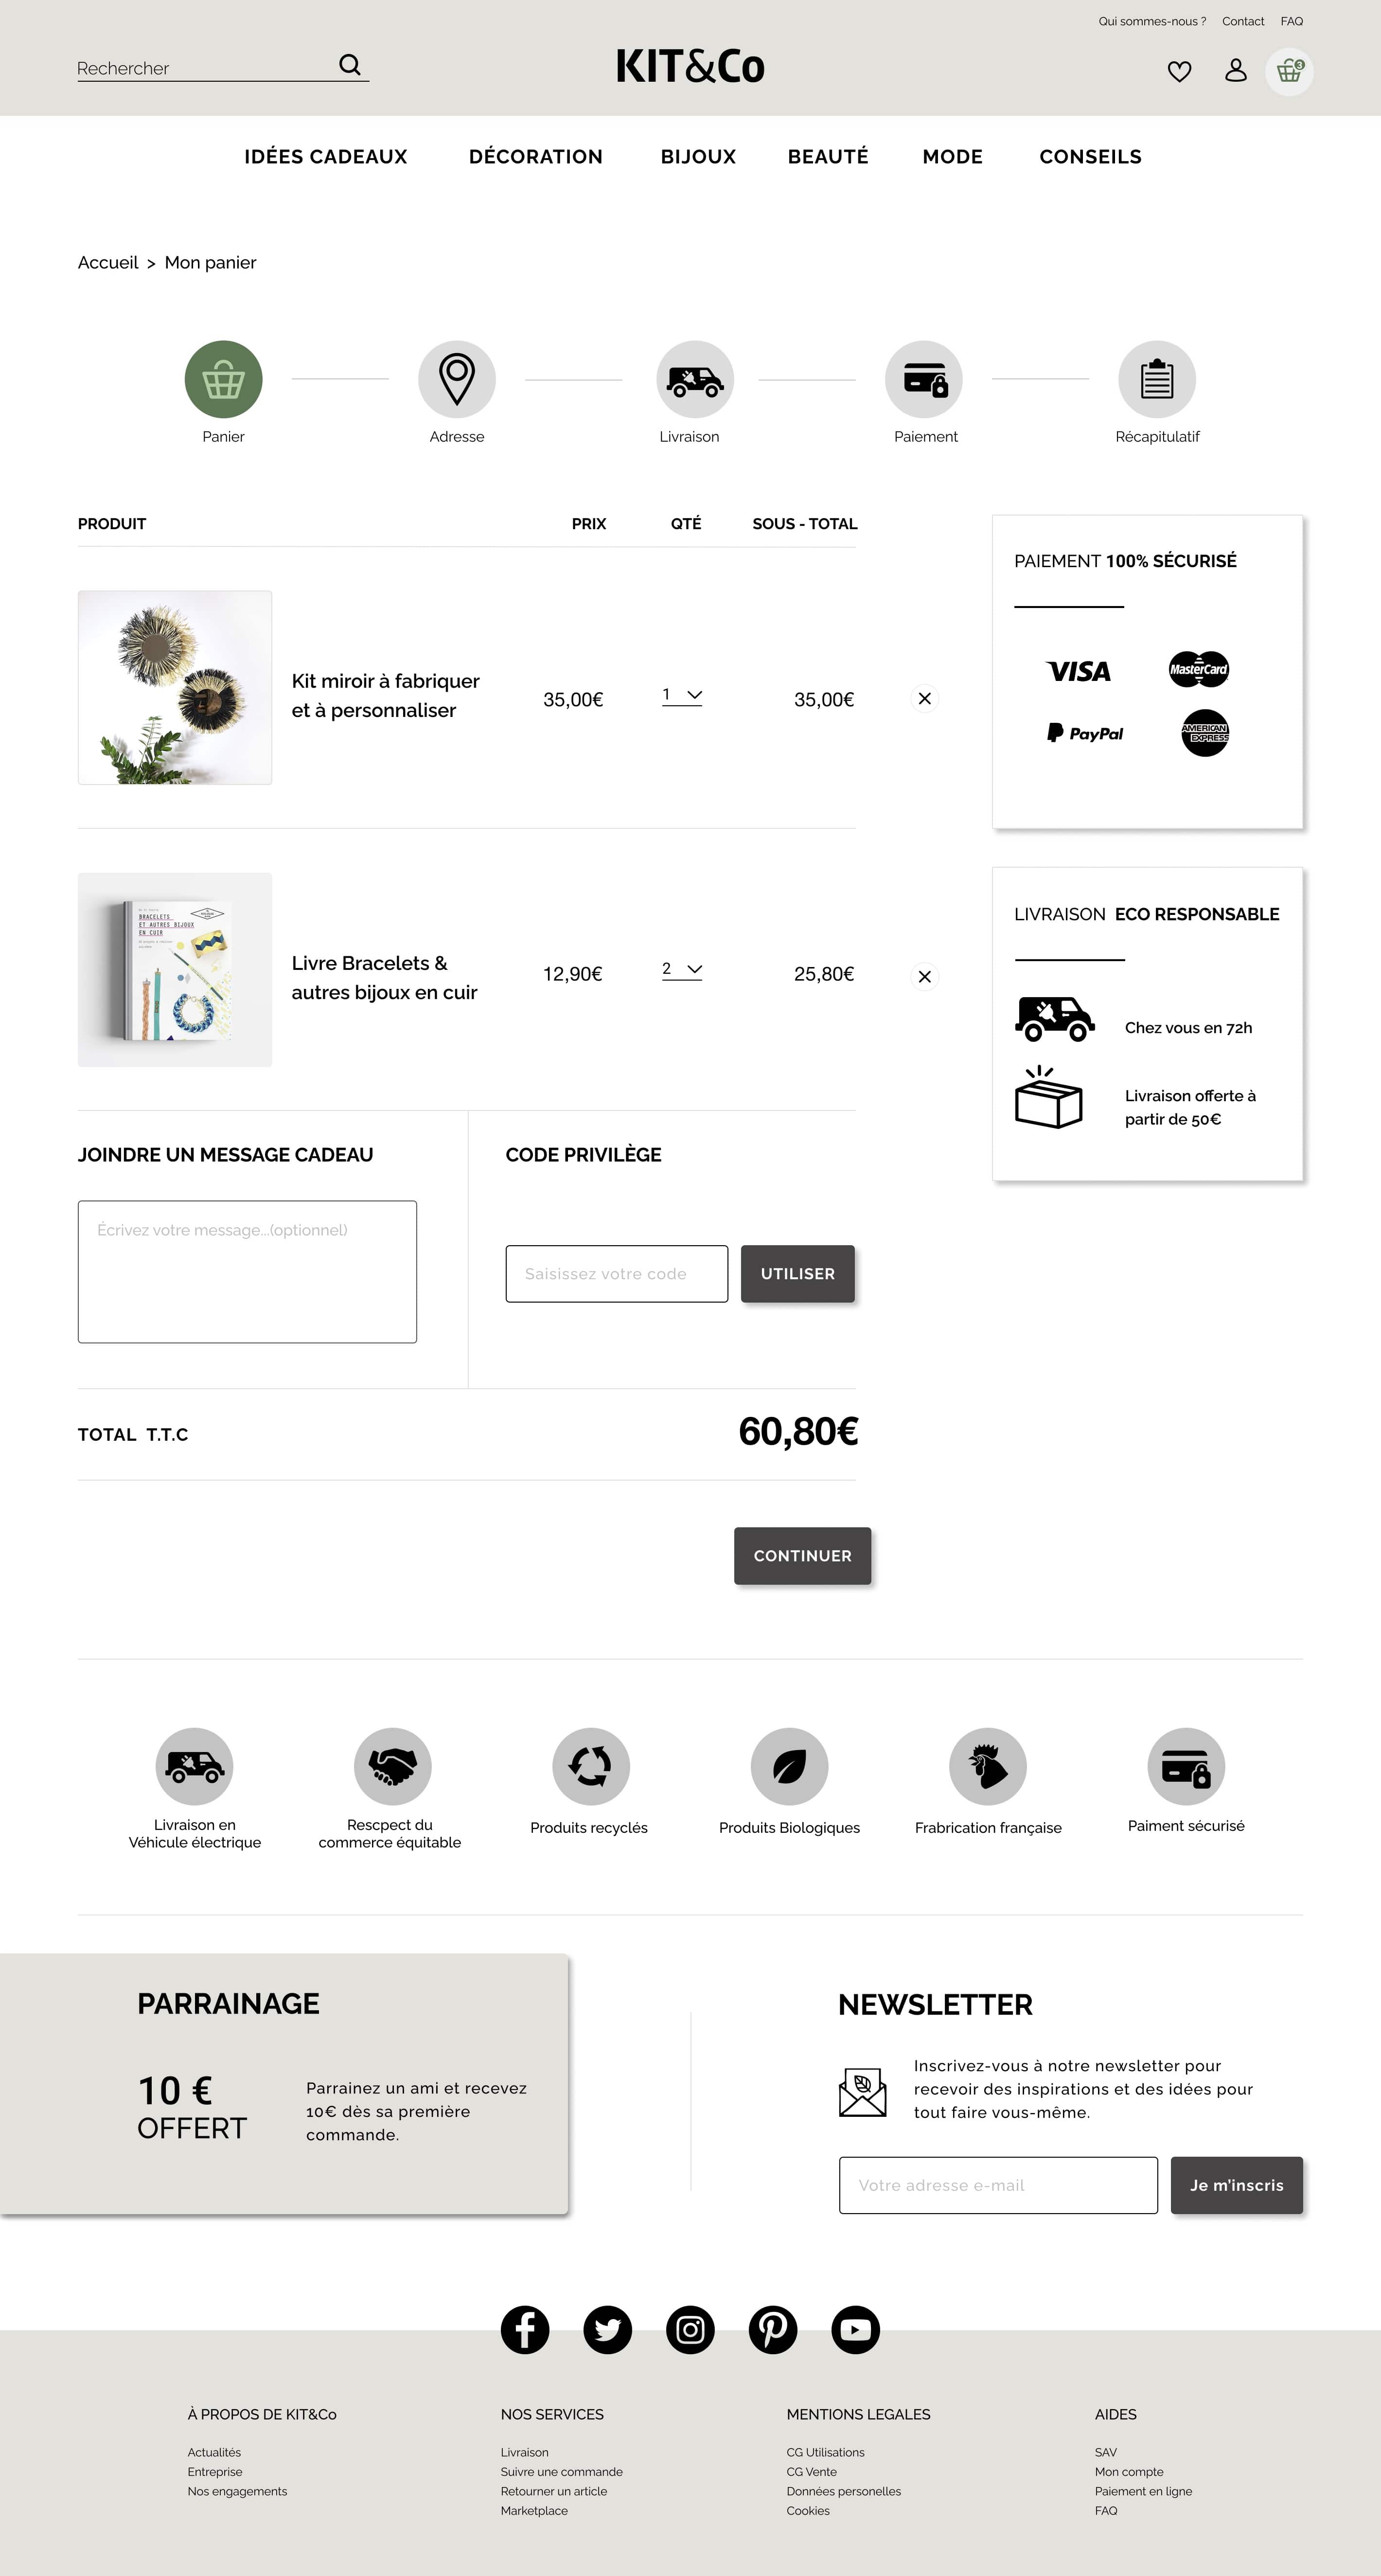 Qui sommes-nous ? Contact FAQ
Rechercher
KIT&Co
3
IDÉES CADEAUX DÉCORATION BIJOUX BEAUTÉ MODE CONSEILS
Accueil > Mon panier
Panier Adresse Livraison Paiement Récapitulatif
PRODUIT PRIX QTÉ SOUS - TOTAL
Kit miroir à fabriquer
et à personnaliser
35,00€ 1 35,00€
BRACELETS
ET AUTRES BIJOUX
EN CUIR
Livre Bracelets &
autres bijoux en cuir
12,90€ 2 25,80€
PAIEMENT 100% SÉCURISÉ
VISA MasterCard
PayPal AMERICAN EXPRESS
LIVRAISON ECO RESPONSABLE
Chez vous en 72h
Livraison offerte à
partir de 50€
JOINDRE UN MESSAGE CADEAU
Écrivez votre message...(optionnel)
CODE PRIVILÈGE
Saisissez votre code UTILISER
TOTAL T.T.C 60,80€
CONTINUER
Livraison en
Véhicule électrique
Rescpect du
commerce équitable
Produits recyclés
Produits Biologiques
Frabrication française
Paiment sécurisé
PARRAINAGE
10 €
OFFERT
Parrainez un ami et recevez
10€ dès sa première
commande.
NEWSLETTER
Inscrivez-vous à notre newsletter pour
recevoir des inspirations et des idées pour
tout faire vous-même.
Votre adresse e-mail Je m'inscris
À PROPOS DE KIT&Co
Actualités
Entreprise
Nos engagements
NOS SERVICES
Livraison
Suivre une commande
Retourner un article
Marketplace
MENTIONS LEGALES
CG Utilisations
CG Vente
Données personelles
Cookies
AIDES
SAV
Mon compte
Paiement en ligne
FAQ